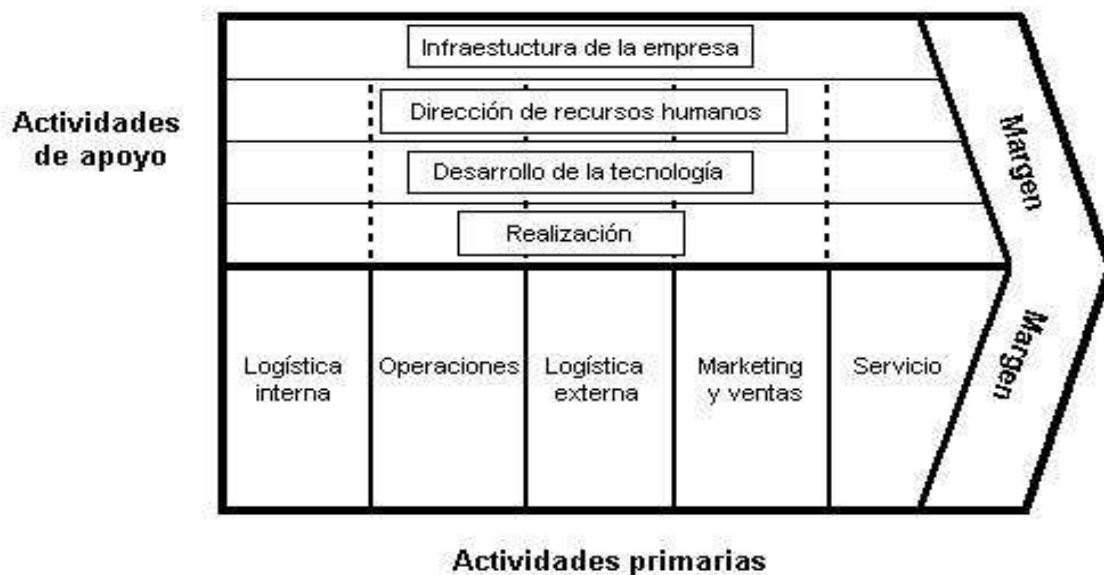 Infraestuctura de la empresa
Dirección de recursos humanos
Actividades
de apoyo
Desarrollo de la tecnología
Realización
Margen
Margen
Logística
interna
Operaciones
Logística
externa
Marketing
y ventas
Servicio
Actividades primarias